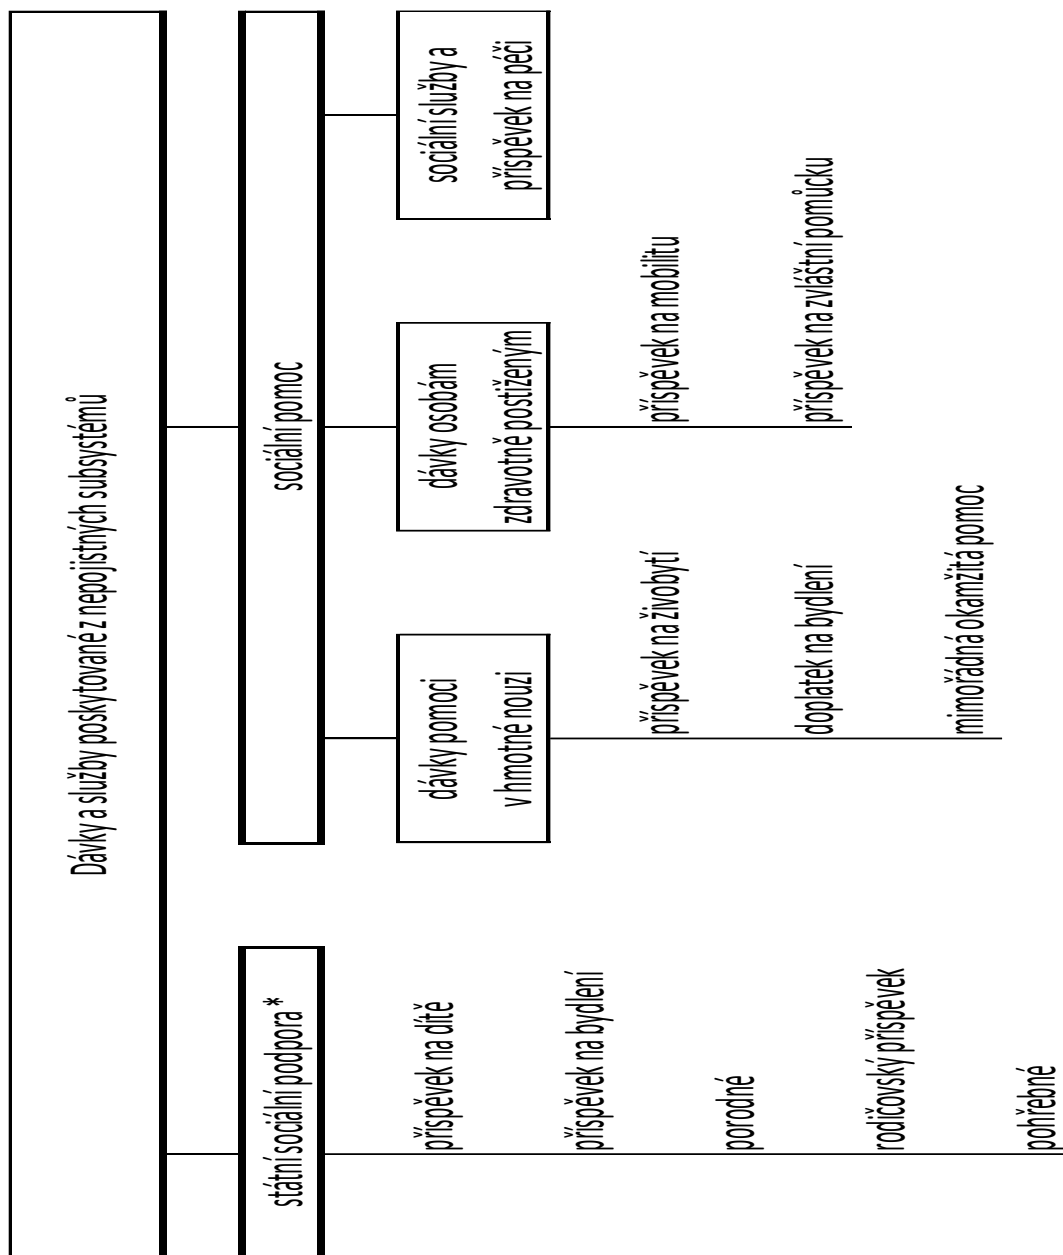 Dávky a služby poskytované z nepojistných subsystémů
státní sociální podpora*
příspěvek na dítě
příspěvek na bydlení
porodné
rodičovský příspěvek
pohřebné
sociální pomoc
dávky pomoci
v hmotné nouzi
příspěvek na živobytí
doplatek na bydlení
mimořádná okamžitá pomoc
dávky osobám
zdravotně postiženým
příspěvek na mobilitu
příspěvek na zvláštní pomůcku
sociální služby a
příspěvek na péči